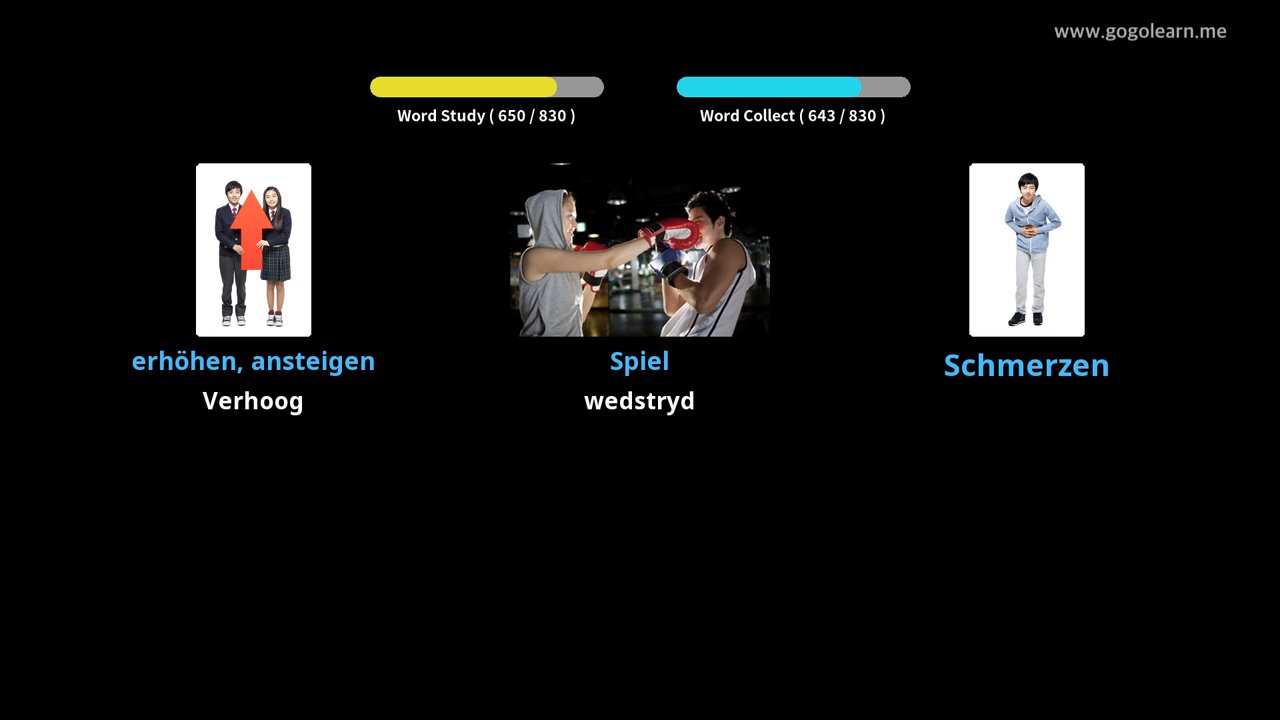 www.gogolearn.me
Word Study ( 650 / 830 )
Word Collect ( 643 / 830 )
erhöhen, ansteigen
Verhoog
Spiel
wedstryd
Schmerzen